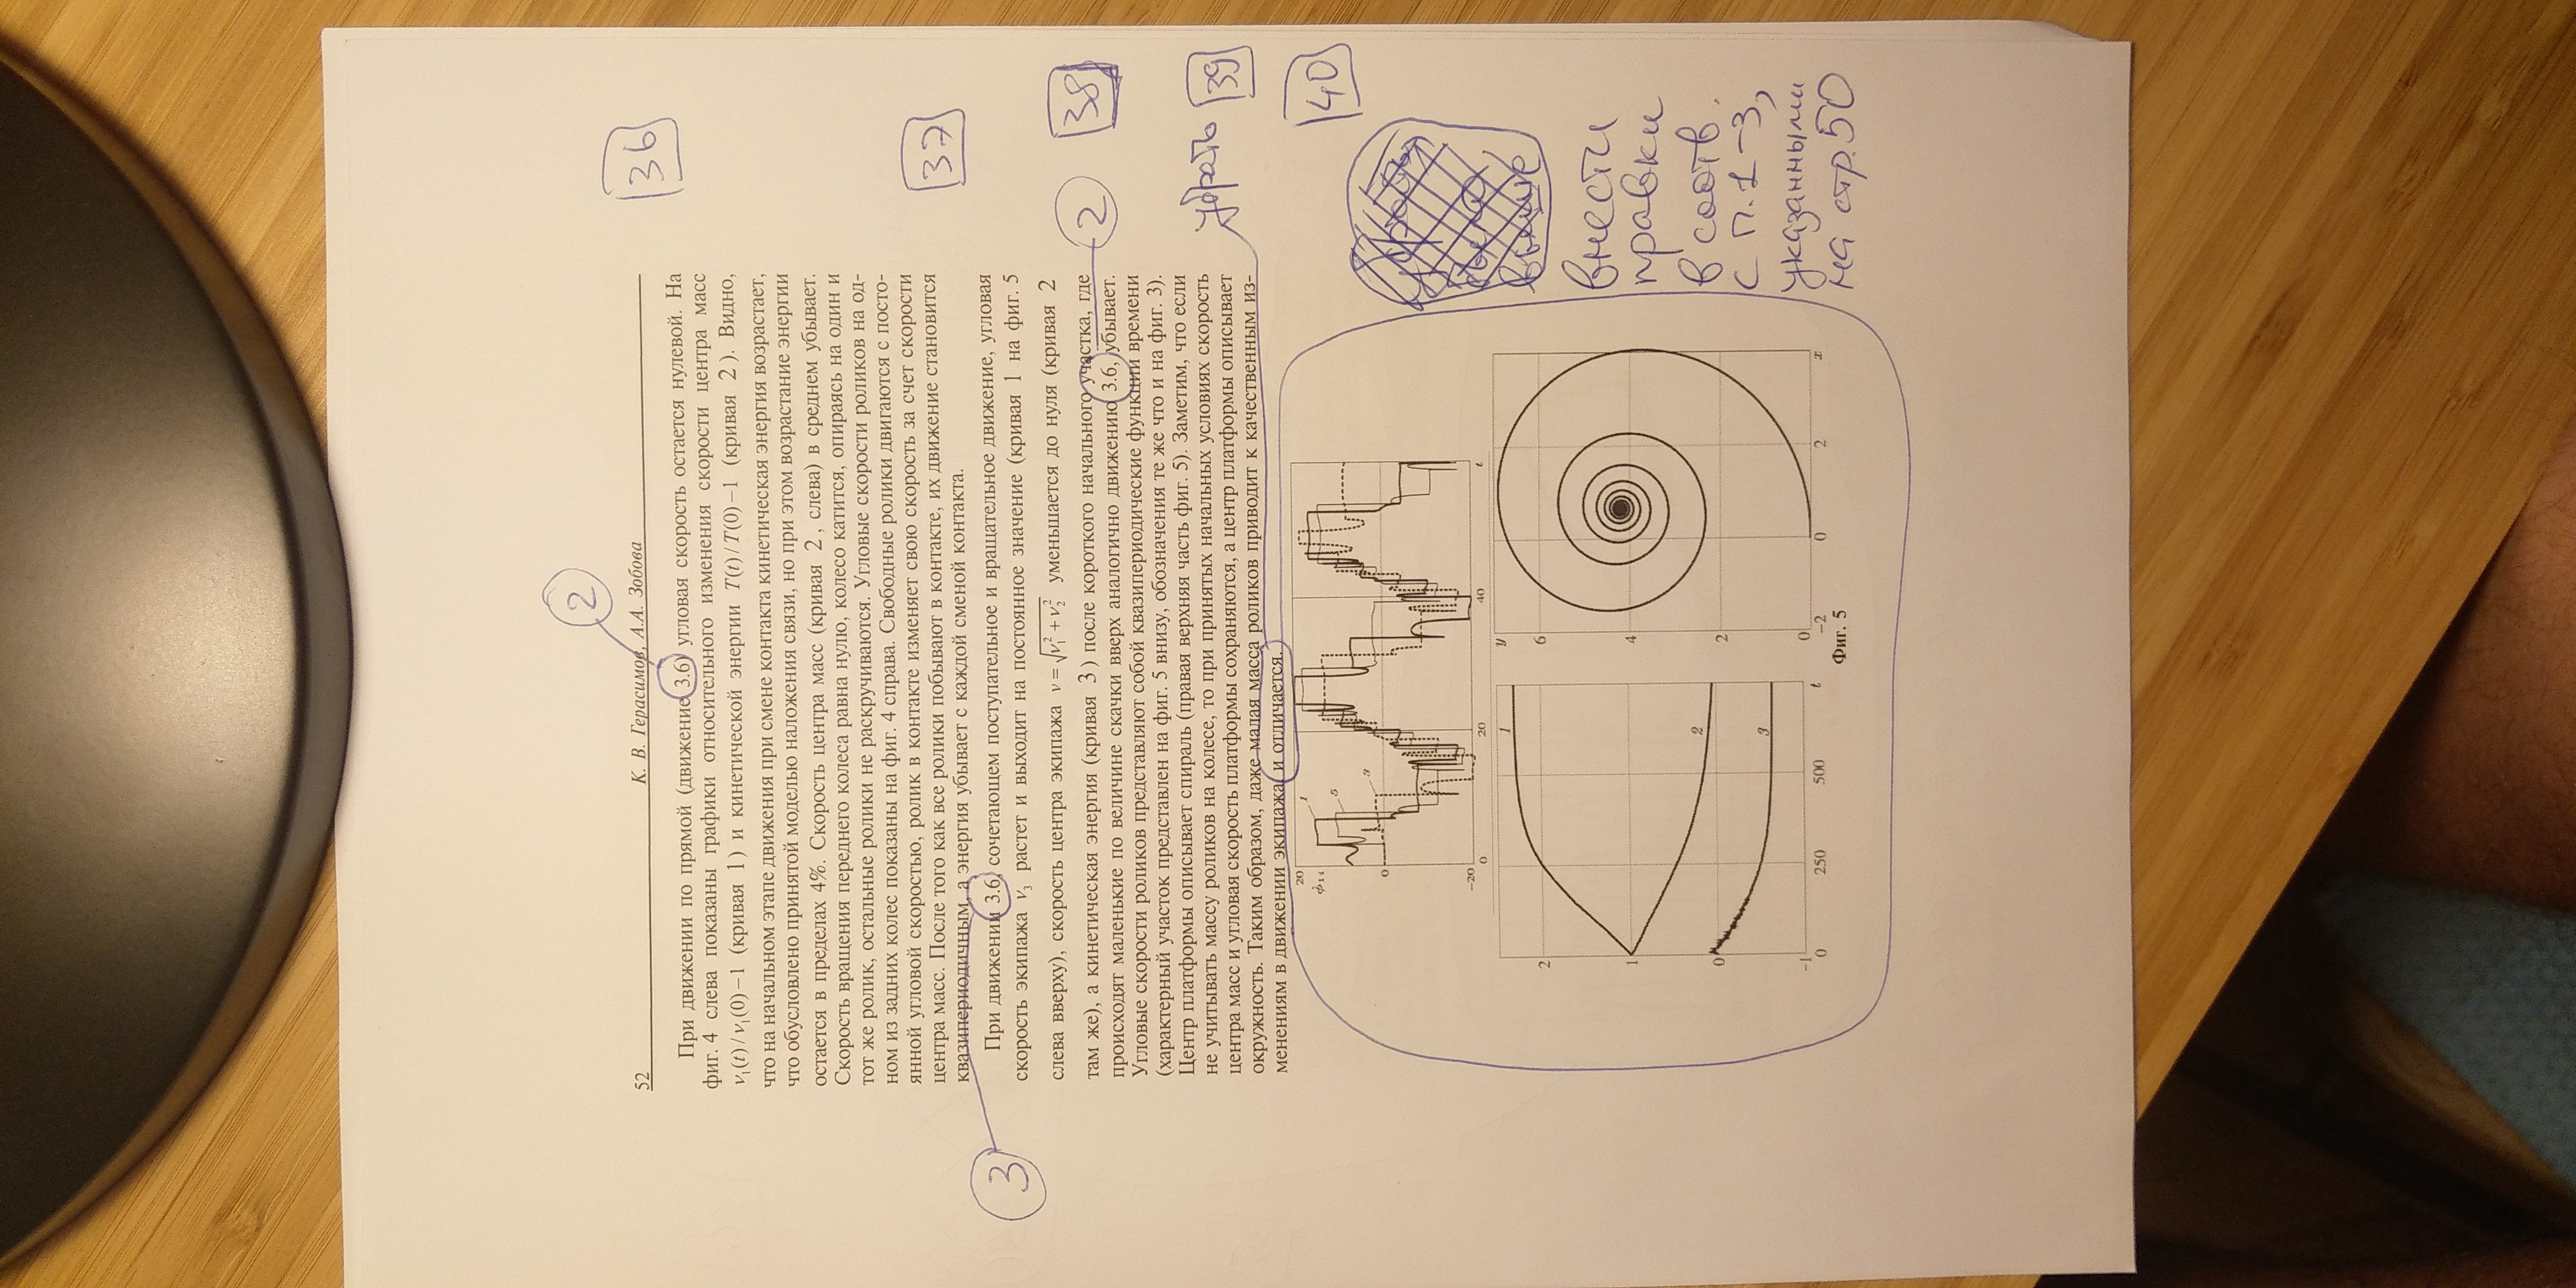 2
36
52 К. В. Герасимов, А.А. Зобова
При движении по прямой (движение 3.6) угловая скорость остается нулевой. На
фиг. 4 слева показаны графики относительного изменения скорости центра масс
ν₁(t)/ν₁(0)−1 (кривая 1) и кинетической энергии T(t)/T(0)−1 (кривая 2). Видно,
что на начальном этапе движения при смене контакта кинетическая энергия возрастает,
что обусловлено принятой моделью наложения связи, но при этом возрастание энергии
остается в пределах 4%. Скорость центра масс (кривая 2, слева) в среднем убывает.
Скорость вращения переднего колеса равна нулю, колесо катится, опираясь на один и
тот же ролик, остальные ролики не раскручиваются. Угловые скорости роликов на од-
ном из задних колес показаны на фиг. 4 справа. Свободные ролики двигаются с посто-
янной угловой скоростью, ролик в контакте изменяет свою скорость за счет скорости
центра масс. После того как все ролики побывают в контакте, их движение становится
квазипериодичным, а энергия убывает с каждой сменой контакта.
37
3
При движении 3.6, сочетающем поступательное и вращательное движение, угловая
скорость экипажа ν₃ растет и выходит на постоянное значение (кривая 1 на фиг. 5
слева вверху), скорость центра экипажа v = √ν₁² + ν₂² уменьшается до нуля (кривая 2
там же), а кинетическая энергия (кривая 3) после короткого начального участка, где
происходят маленькие по величине скачки вверх аналогично движению 3.6, убывает.
2
38
Угловые скорости роликов представляют собой квазипериодические функции времени
(характерный участок представлен на фиг. 5 внизу, обозначения те же что и на фиг. 3).
Центр платформы описывает спираль (правая верхняя часть фиг. 5). Заметим, что если
не учитывать массу роликов на колесе, то при принятых начальных условиях скорость
центра масс и угловая скорость платформы сохраняются, а центр платформы описывает
окружность. Таким образом, даже малая масса роликов приводит к качественным из-
менениям в движении экипажа и отличается.
убрать
39
40
20
φ̇₁ᵢ
0
−20
1
5
3
0 20 40 t
2
1
0
−1
1
2
3
0 250 500 t
y
6
4
2
0
−2 0 2 x
Фиг. 5
выше
внести
правки
в соотв.
с п. 1–3,
указанными
на стр. 50